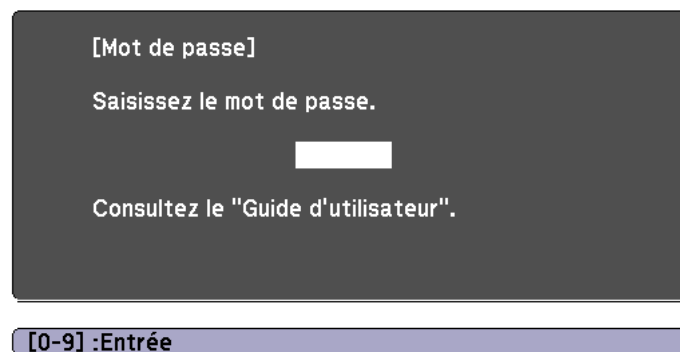 [Mot de passe]
Saisissez le mot de passe.
Consultez le "Guide d'utilisateur".
[0-9] :Entrée